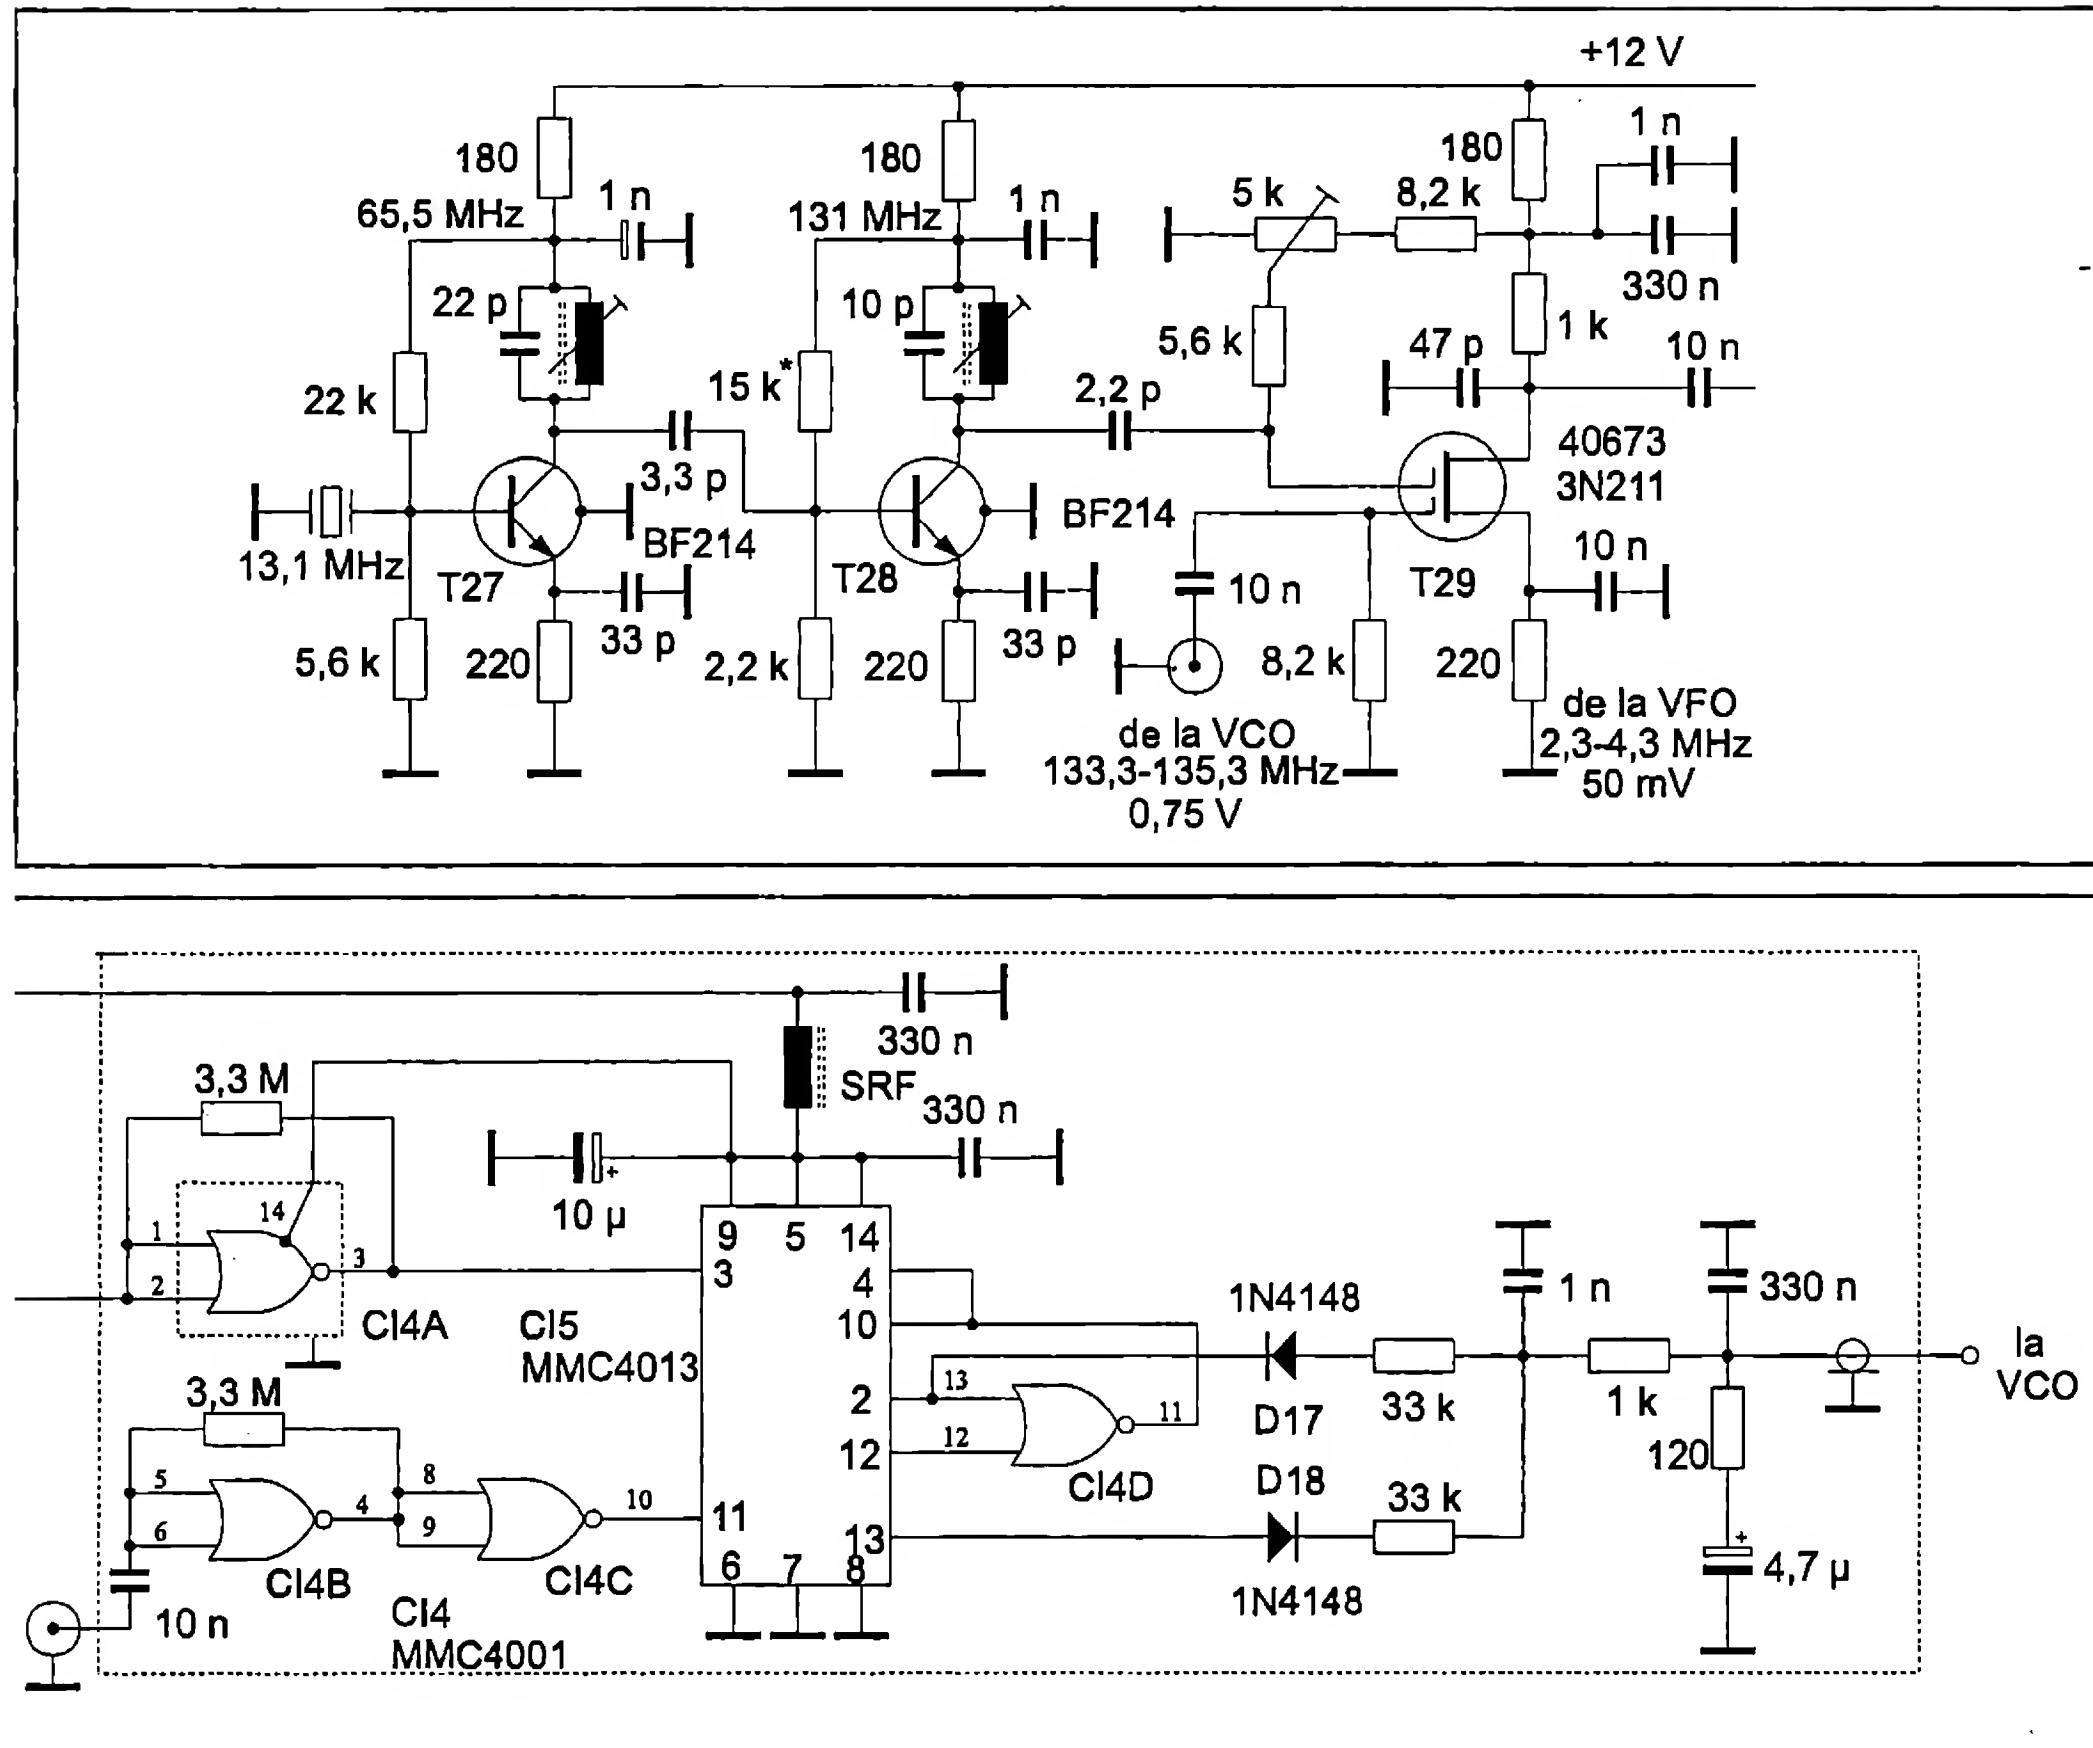 +12 V
1 n
180
180
180
5 k
8,2 k
1 n
1 n
65,5 MHz
131 MHz
330 n
22 p
10 p
5,6 k
1 k
47 p
10 n
22 k
15 k*
2,2 p
40673
3N211
3,3 p
BF214
BF214
13,1 MHz
T27
T28
T29
10 n
10 n
33 p
33 p
5,6 k
220
2,2 k
220
8,2 k
220
de la VCO
133,3-135,3 MHz
0,75 V
de la VFO
2,3-4,3 MHz
50 mV
330 n
3,3 M
SRF
330 n
+
10 µ
14
1
2
3
CI4A
CI5
MMC4013
9 5 14
3
4
10
2
12
13
11
6 7 8
13
12
11
CI4D
1N4148
D17
33 k
1 n
330 n
1 k
120
la
VCO
D18
1N4148
33 k
+
4,7 µ
3,3 M
5
6
4
8
9
10
CI4B
CI4C
CI4
MMC4001
10 n